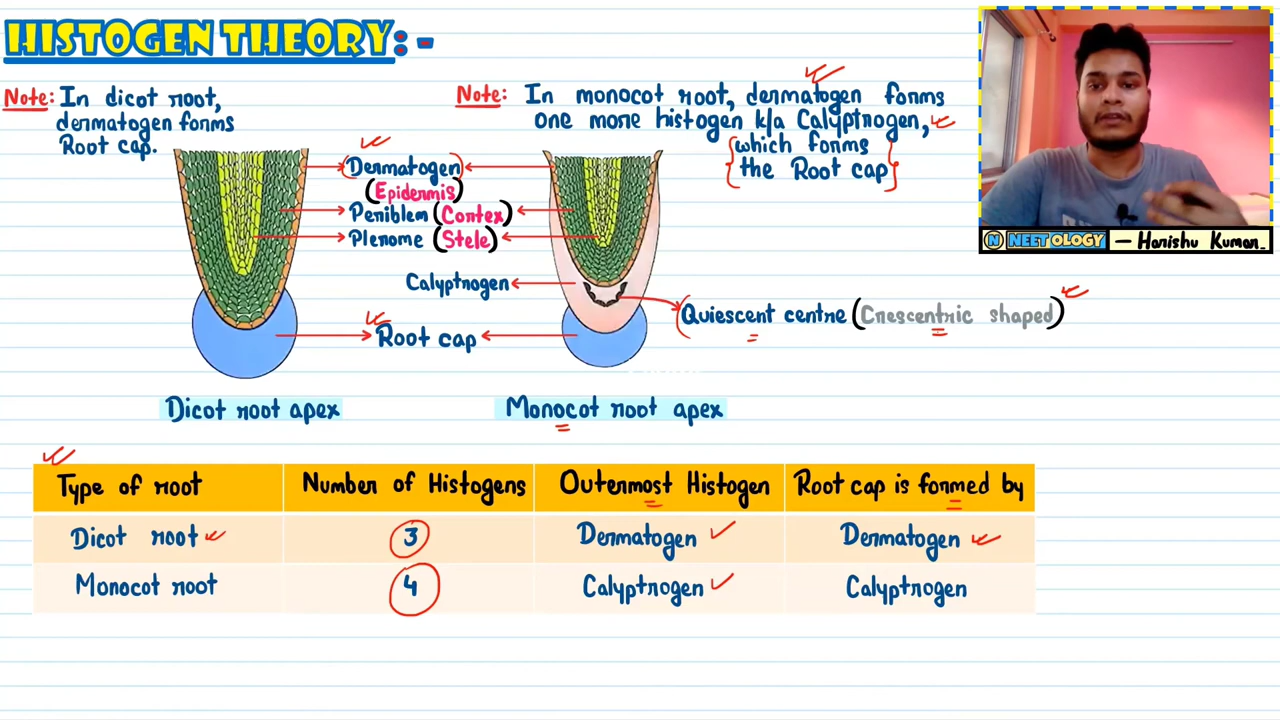 HISTOGEN THEORY:-
Note: In dicot root,
dermatogen forms
Root cap.
Note: In monocot root, dermatogen forms
one more histogen k/a Calyptrogen,
which forms
the Root cap
Dermatogen
(Epidermis)
Periblem (Cortex)
Plerome (Stele)
Calyptrogen
Quiescent centre (Crescentric shaped)
Root cap
Dicot root apex
Monocot root apex
Type of root Number of Histogens Outermost Histogen Root cap is formed by
Dicot root 3 Dermatogen Dermatogen
Monocot root 4 Calyptrogen Calyptrogen
N NEETOLOGY - Harishu Kumar